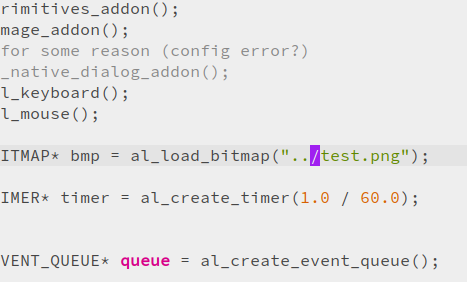 rimitives_addon();
mage_addon();
for some reason (config error?)
_native_dialog_addon();
l_keyboard();
l_mouse();
ITMAP* bmp = al_load_bitmap("../test.png");
IMER* timer = al_create_timer(1.0 / 60.0);
VENT_QUEUE* queue = al_create_event_queue();